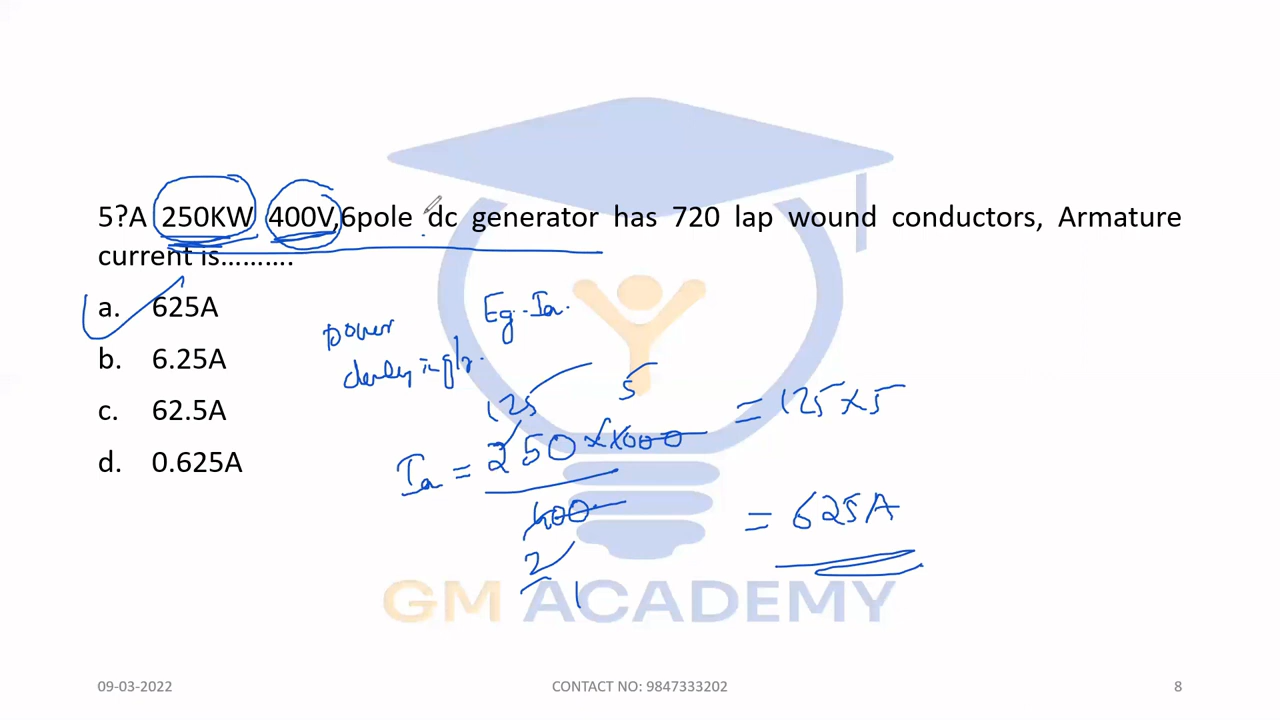 5?A 250KW 400V,6pole dc generator has 720 lap wound conductors, Armature
current is..........
a. 625A
b. 6.25A
c. 62.5A
d. 0.625A
Eg.Ia.
power
125 5
Ia = 250 × 1000 = 125 × 5
400
2
1
= 625A
GM ACADEMY
09-03-2022 CONTACT NO: 9847333202 8